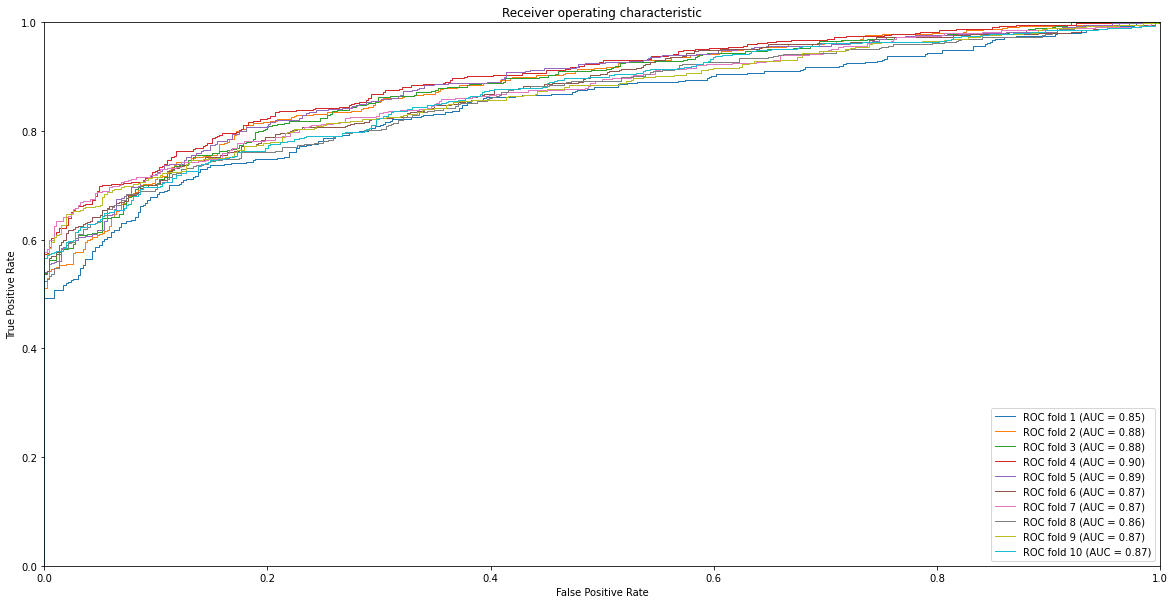 Receiver operating characteristic
True Positive Rate
1.0
0.8
0.6
0.4
0.2
0.0
ROC fold 1 (AUC = 0.85)
ROC fold 2 (AUC = 0.88)
ROC fold 3 (AUC = 0.88)
ROC fold 4 (AUC = 0.90)
ROC fold 5 (AUC = 0.89)
ROC fold 6 (AUC = 0.87)
ROC fold 7 (AUC = 0.87)
ROC fold 8 (AUC = 0.86)
ROC fold 9 (AUC = 0.87)
ROC fold 10 (AUC = 0.87)
0.0 0.2 0.4 0.6 0.8 1.0
False Positive Rate